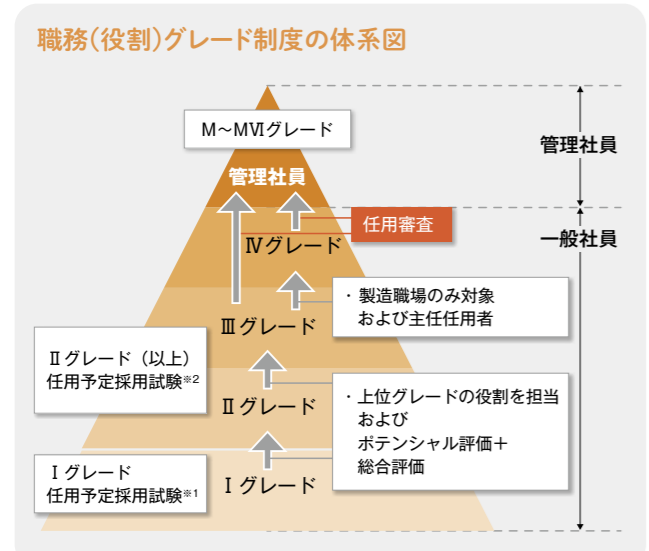 職務(役割)グレード制度の体系図
M～MⅥグレード
管理社員
管理社員
任用審査
一般社員
Ⅳグレード
・製造職場のみ対象
および主任任用者
Ⅲグレード
Ⅱグレード（以上）
任用予定採用試験※2
・上位グレードの役割を担当
および
ポテンシャル評価＋
総合評価
Ⅱグレード
Ⅰグレード
任用予定採用試験※1
Ⅰグレード